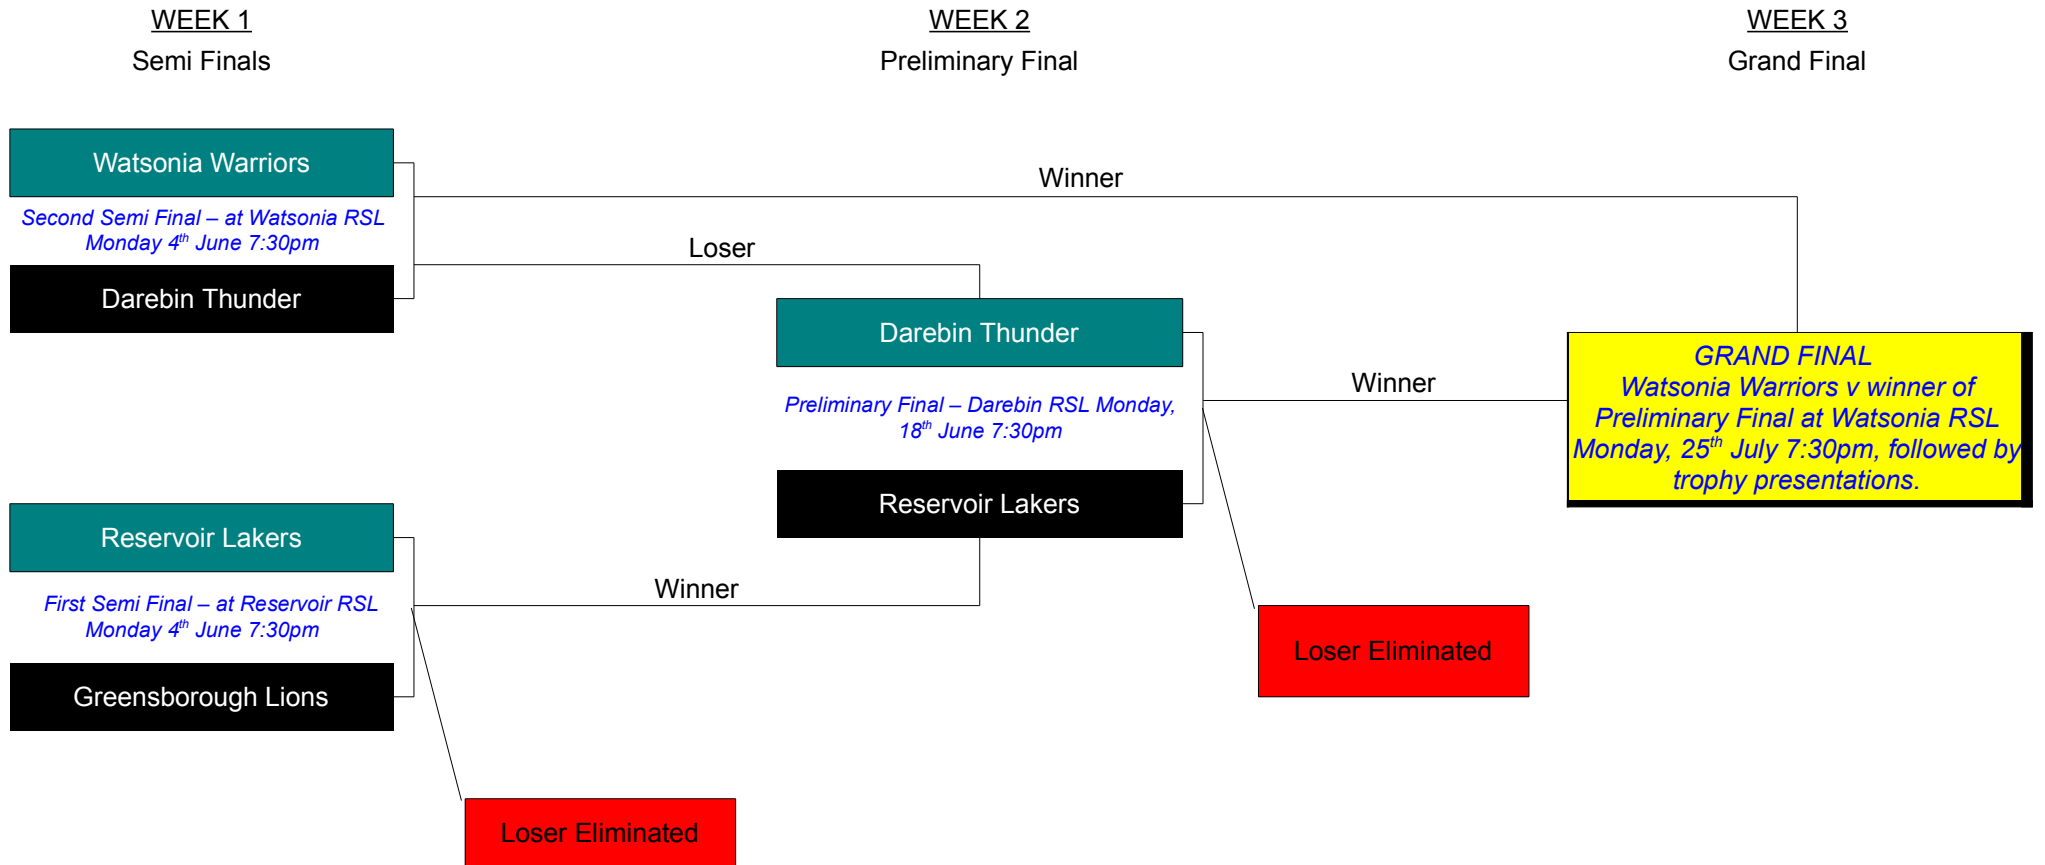 WEEK 1
Semi Finals
WEEK 2
Preliminary Final
WEEK 3
Grand Final
Watsonia Warriors
Second Semi Final – at Watsonia RSL
Monday 4th June 7:30pm
Darebin Thunder
Winner
Loser
Darebin Thunder
Preliminary Final – Darebin RSL Monday,
18th June 7:30pm
Reservoir Lakers
Winner
GRAND FINAL
Watsonia Warriors v winner of
Preliminary Final at Watsonia RSL
Monday, 25th July 7:30pm, followed by
trophy presentations.
Reservoir Lakers
First Semi Final – at Reservoir RSL
Monday 4th June 7:30pm
Greensborough Lions
Winner
Loser Eliminated
Loser Eliminated